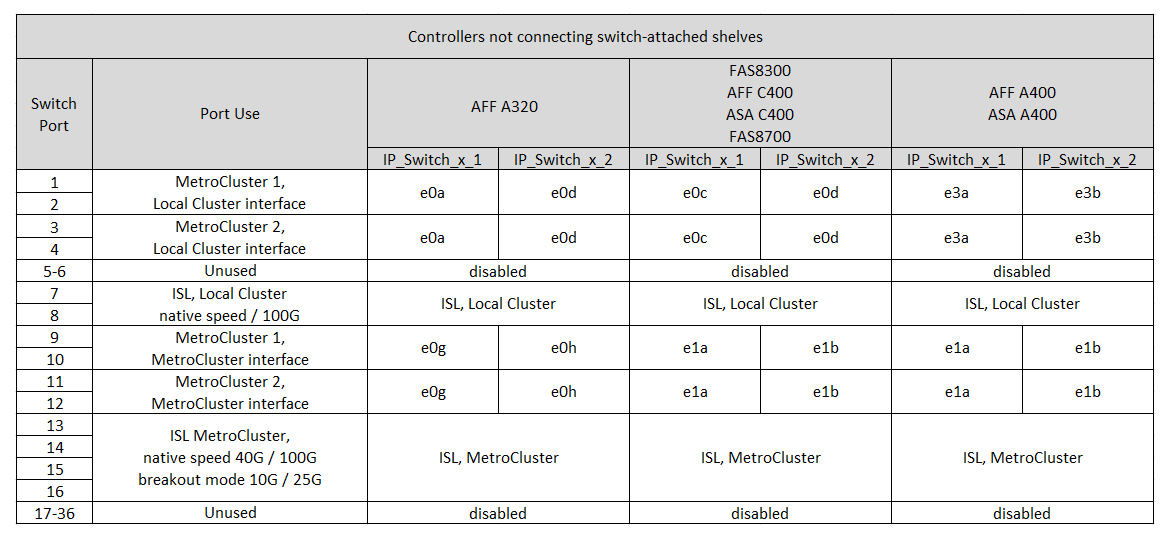 Controllers not connecting switch-attached shelves
Switch
Port
Port Use
AFF A320
FAS8300
AFF C400
ASA C400
FAS8700
AFF A400
ASA A400
IP_Switch_x_1 IP_Switch_x_2 IP_Switch_x_1 IP_Switch_x_2 IP_Switch_x_1 IP_Switch_x_2
1
2
MetroCluster 1,
Local Cluster interface
e0a e0d e0c e0d e3a e3b
3
4
MetroCluster 2,
Local Cluster interface
e0a e0d e0c e0d e3a e3b
5-6 Unused disabled disabled disabled
7
8
ISL, Local Cluster
native speed / 100G
ISL, Local Cluster ISL, Local Cluster ISL, Local Cluster
9
10
MetroCluster 1,
MetroCluster interface
e0g e0h e1a e1b e1a e1b
11
12
MetroCluster 2,
MetroCluster interface
e0g e0h e1a e1b e1a e1b
13
14
15
16
ISL MetroCluster,
native speed 40G / 100G
breakout mode 10G / 25G
ISL, MetroCluster ISL, MetroCluster ISL, MetroCluster
17-36 Unused disabled disabled disabled